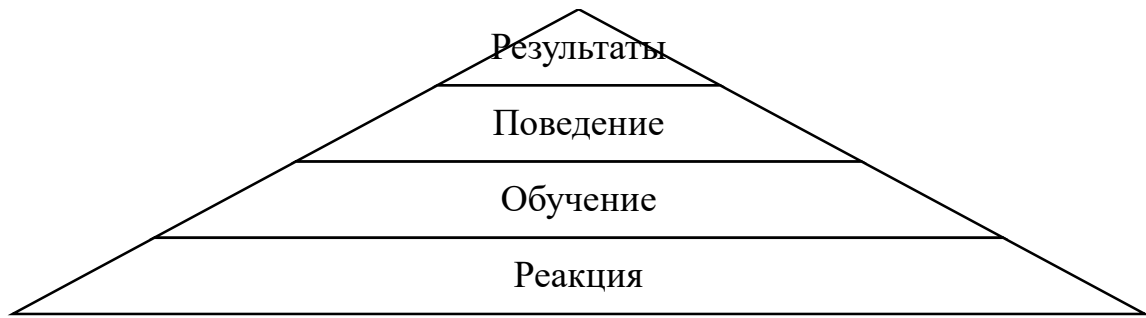 Результаты
Поведение
Обучение
Реакция